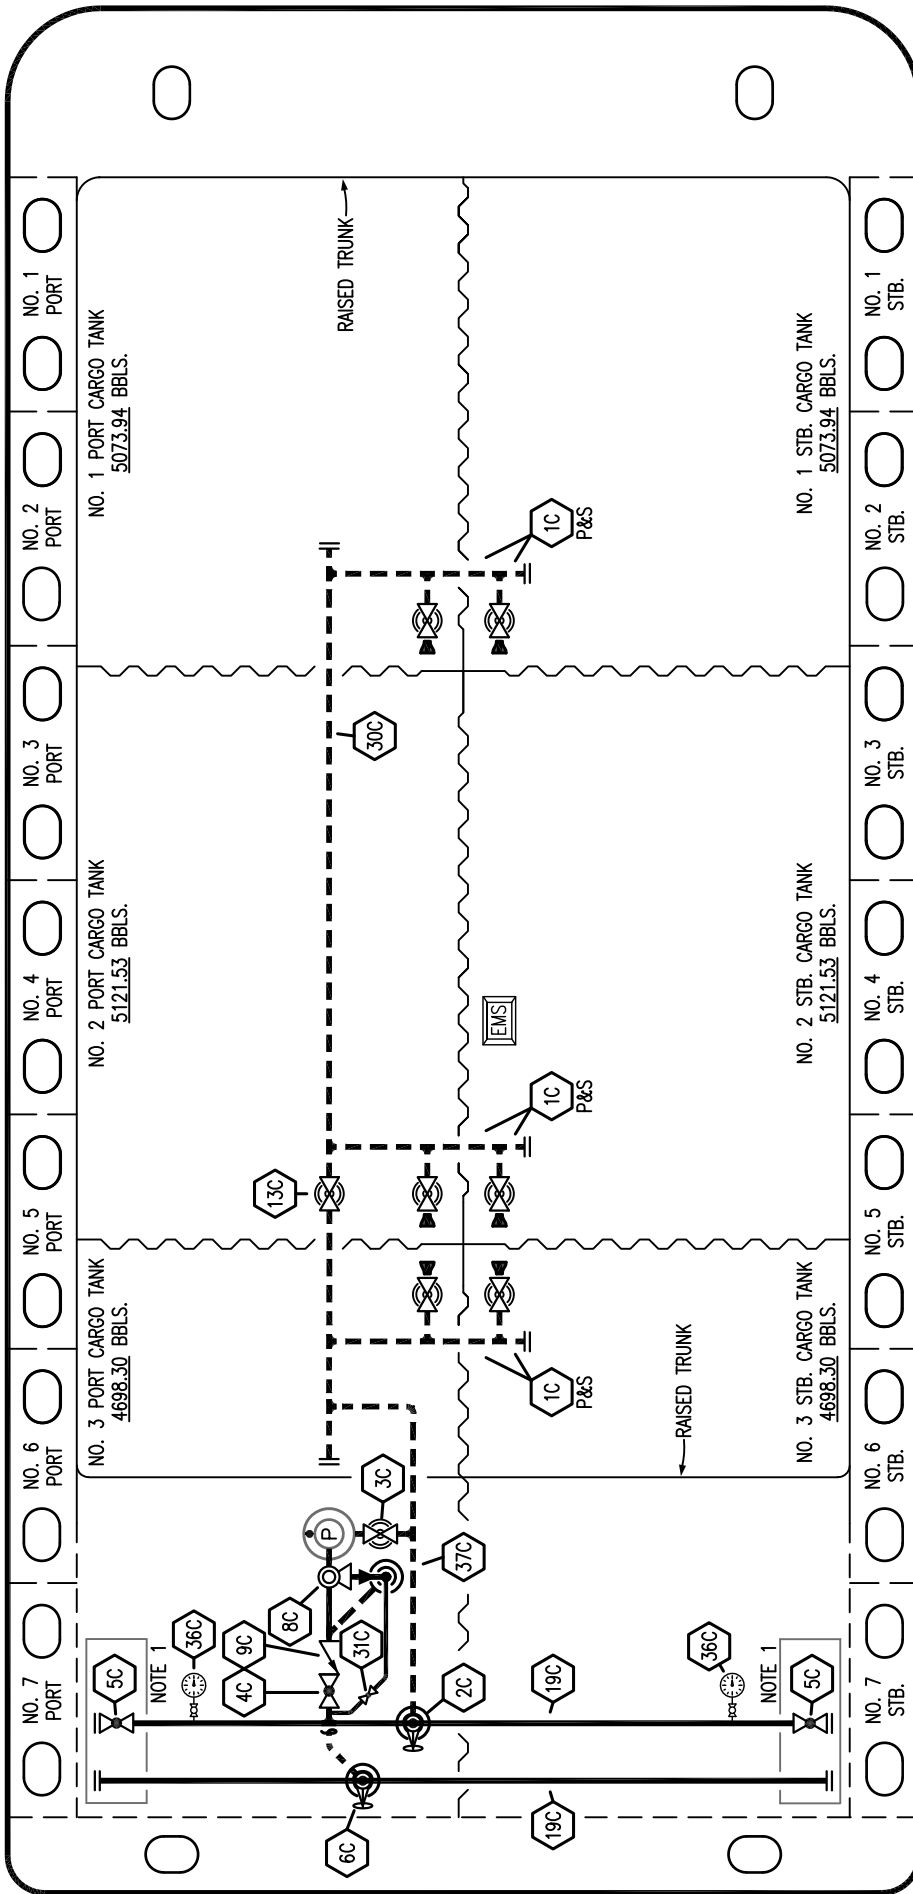 NO. 1
PORT
NO. 2
PORT
NO. 3
PORT
NO. 4
PORT
NO. 5
PORT
NO. 6
PORT
NO. 7
PORT
NO. 1 PORT CARGO TANK
5073.94 BBLS.
NO. 2 PORT CARGO TANK
5121.53 BBLS.
NO. 3 PORT CARGO TANK
4698.30 BBLS.
RAISED TRUNK
30C
13C
1C
P&S
1C
P&S
1C
P&S
EMS
3C
P
8C
9C
4C
31C
37C
2C
6C
36C
5C
NOTE 1
19C
19C
36C
NOTE 1
5C
RAISED TRUNK
NO. 1 STB. CARGO TANK
5073.94 BBLS.
NO. 2 STB. CARGO TANK
5121.53 BBLS.
NO. 3 STB. CARGO TANK
4698.30 BBLS.
NO. 1
STB.
NO. 2
STB.
NO. 3
STB.
NO. 4
STB.
NO. 5
STB.
NO. 6
STB.
NO. 7
STB.